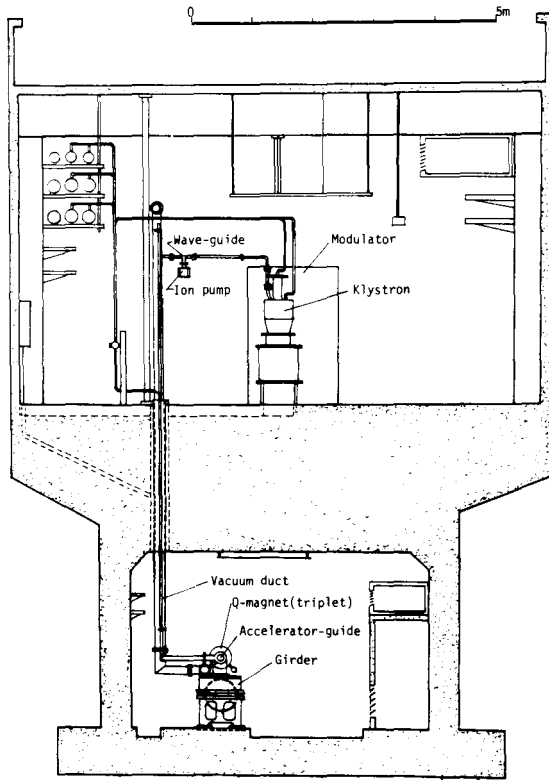 0 5m
Wave-guide
Modulator
Ion pump
Klystron
Vacuum duct
Q-magnet(triplet)
Accelerator-guide
Girder